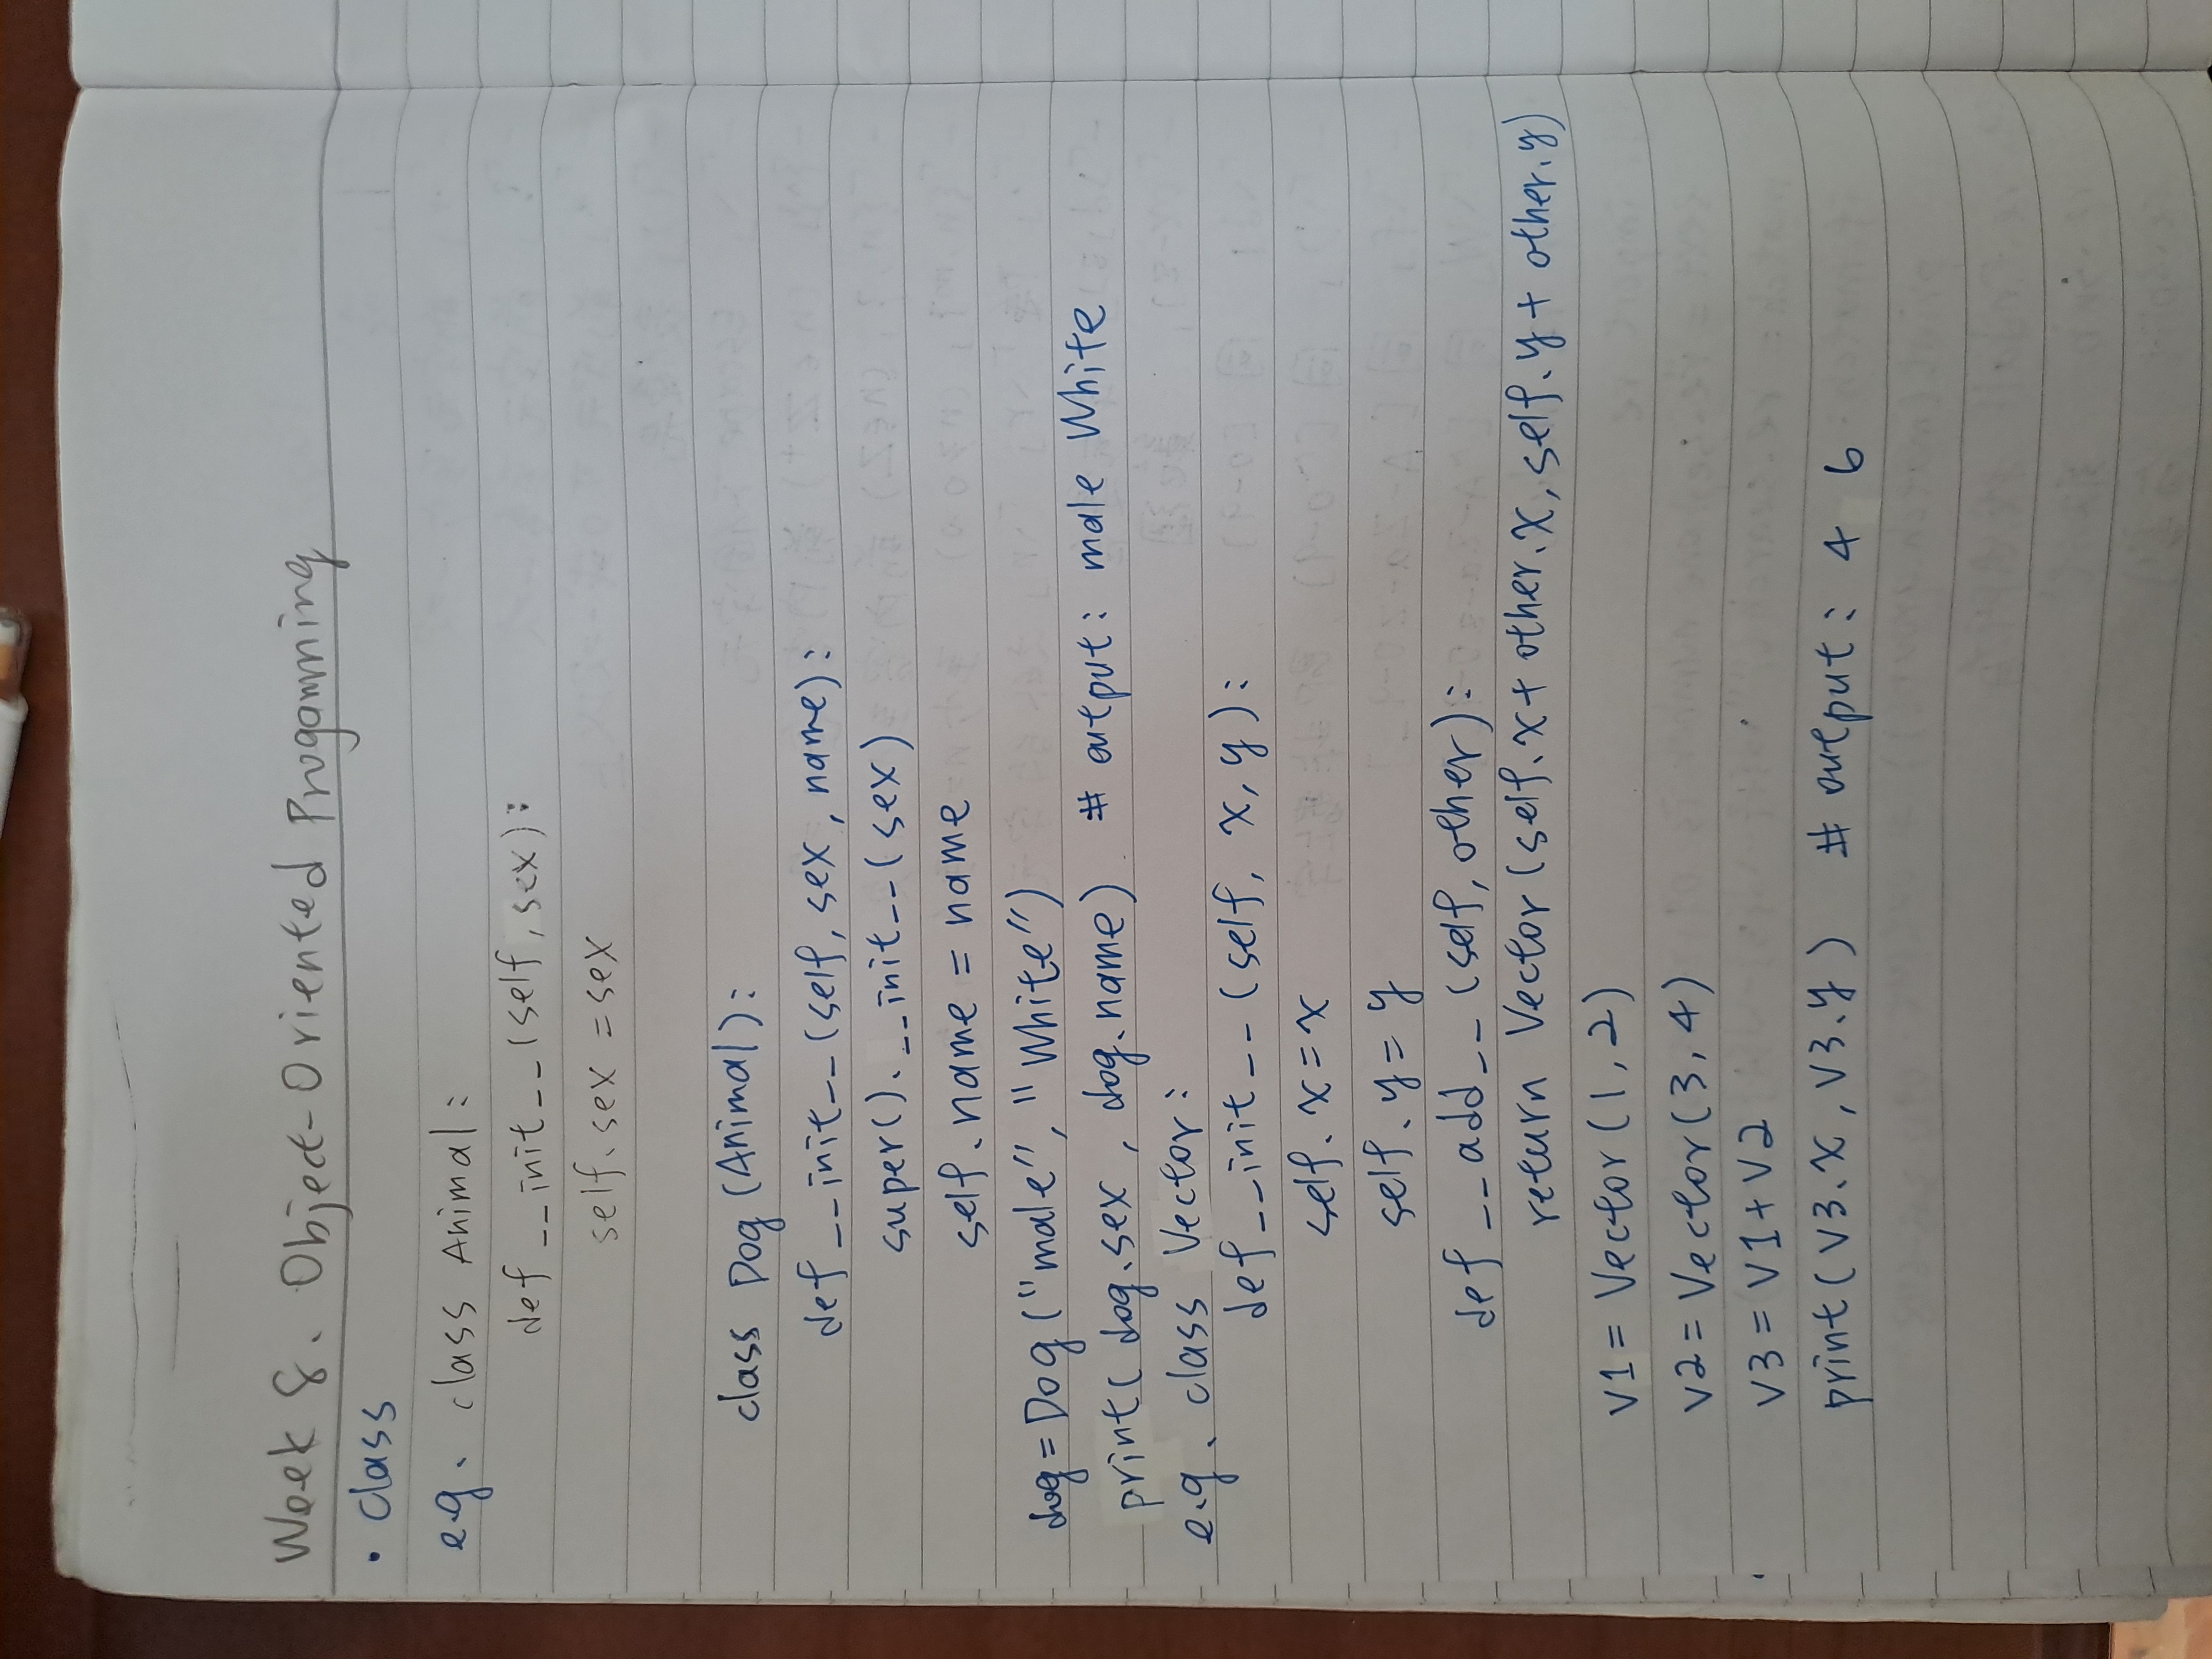 Week 8. Object-Oriented Progamming
• class
e.g. class Animal:
def __init__(self, sex):
self.sex = sex
class Dog (Animal):
def __init__(self, sex, name):
super().__init__(sex)
self.name = name
dog = Dog ("male", "White")
print( dog.sex , dog.name) # output: male White
e.g. class Vector:
def __init__(self, x, y):
self.x = x
self.y = y
def __add__(self, other):
return Vector (self.x + other.x, self.y + other.y)
v1 = Vector (1, 2)
v2 = Vector (3, 4)
v3 = v1 + v2
print( v3.x , v3.y ) # output: 4 6